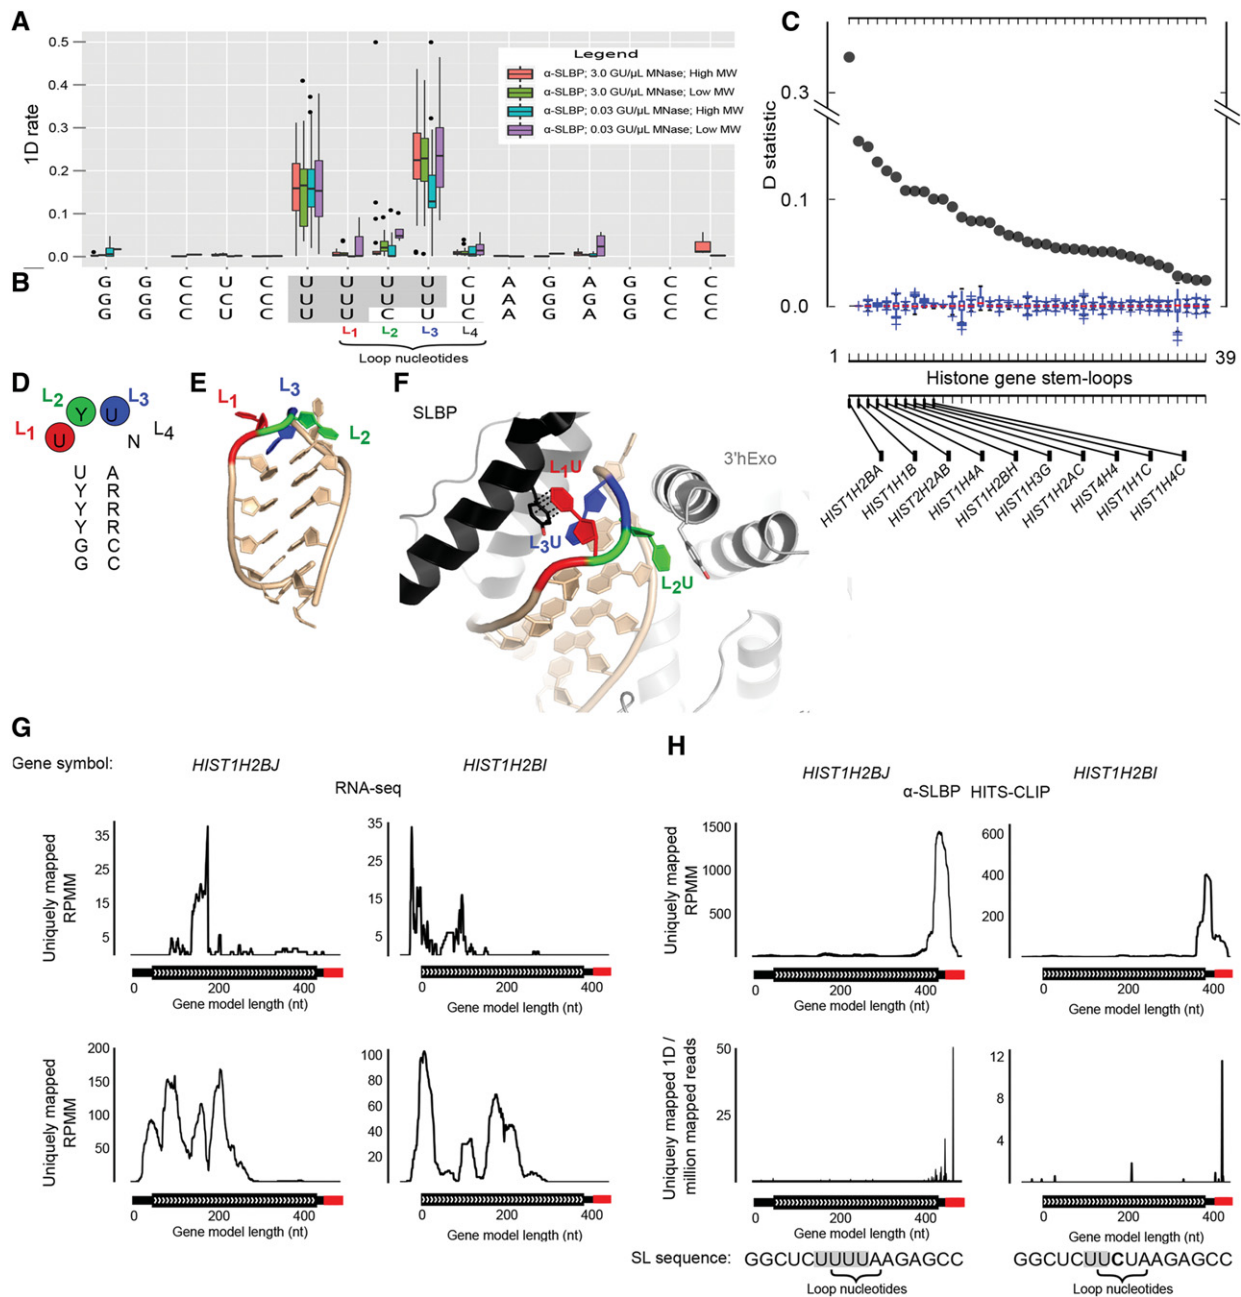 A
1D rate
0.5
0.4
0.3
0.2
0.1
0.0
Legend
α-SLBP; 3.0 GU/µL MNase; High MW
α-SLBP; 3.0 GU/µL MNase; Low MW
α-SLBP; 0.03 GU/µL MNase; High MW
α-SLBP; 0.03 GU/µL MNase; Low MW
B
G G C U C U U U U C A G A G C C
G G C U C U U U U U A G A G C C
G G C U C U U C U C A G A G C C
L1 L2 L3 L4
Loop nucleotides
C
D statistic
0.3
0.1
0.0
1 39
Histone gene stem-loops
HIST1H2BA
HIST1H1B
HIST2H2AB
HIST1H4A
HIST1H2BH
HIST1H3G
HIST1H2AC
HIST4H4
HIST1H1C
HIST1H4C
D
L2 L3
Y U
L1 U N L4
U A
Y R
Y R
Y R
G C
G C
E
L1
L3
L2
F
SLBP
3'hExo
L1U
L3U
L2U
G
Gene symbol: HIST1H2BJ HIST1H2BI
RNA-seq
Uniquely mapped
RPMM
35
25
15
5
0 200 400
Gene model length (nt)
35
25
15
5
0 200 400
Gene model length (nt)
Uniquely mapped
RPMM
200
150
100
50
0 200 400
Gene model length (nt)
100
80
60
40
20
0 200 400
Gene model length (nt)
H
HIST1H2BJ HIST1H2BI
α-SLBP HITS-CLIP
Uniquely mapped
RPMM
1500
1000
500
0 200 400
Gene model length (nt)
600
400
200
0 200 400
Gene model length (nt)
Uniquey mapped 1D /
million mapped reads
50
25
0 200 400
Gene model length (nt)
12
8
4
0 200 400
Gene model length (nt)
SL sequence: GGCUCUUUUAAGAGCC GGCUCUUCUAAGAGCC
Loop nucleotides Loop nucleotides